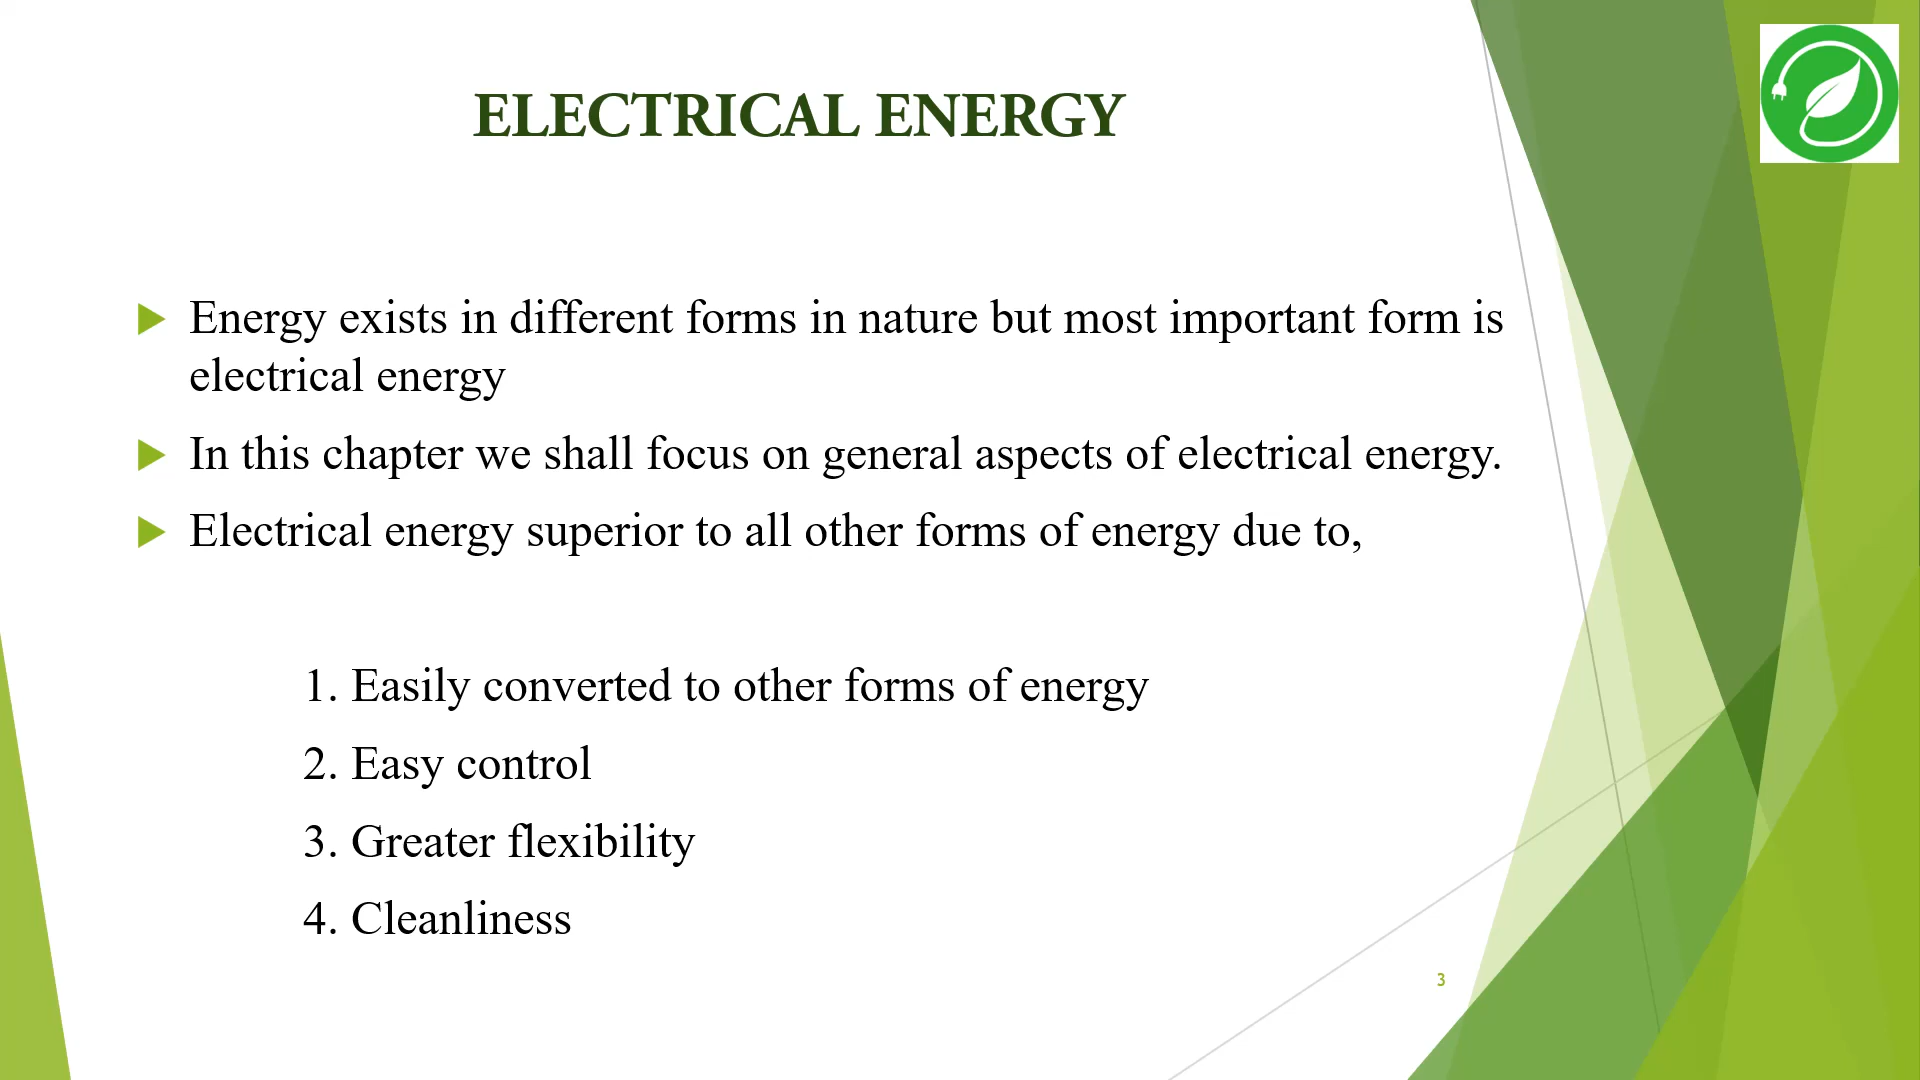 ELECTRICAL ENERGY
Energy exists in different forms in nature but most important form is
electrical energy
In this chapter we shall focus on general aspects of electrical energy.
Electrical energy superior to all other forms of energy due to,
1. Easily converted to other forms of energy
2. Easy control
3. Greater flexibility
4. Cleanliness
3